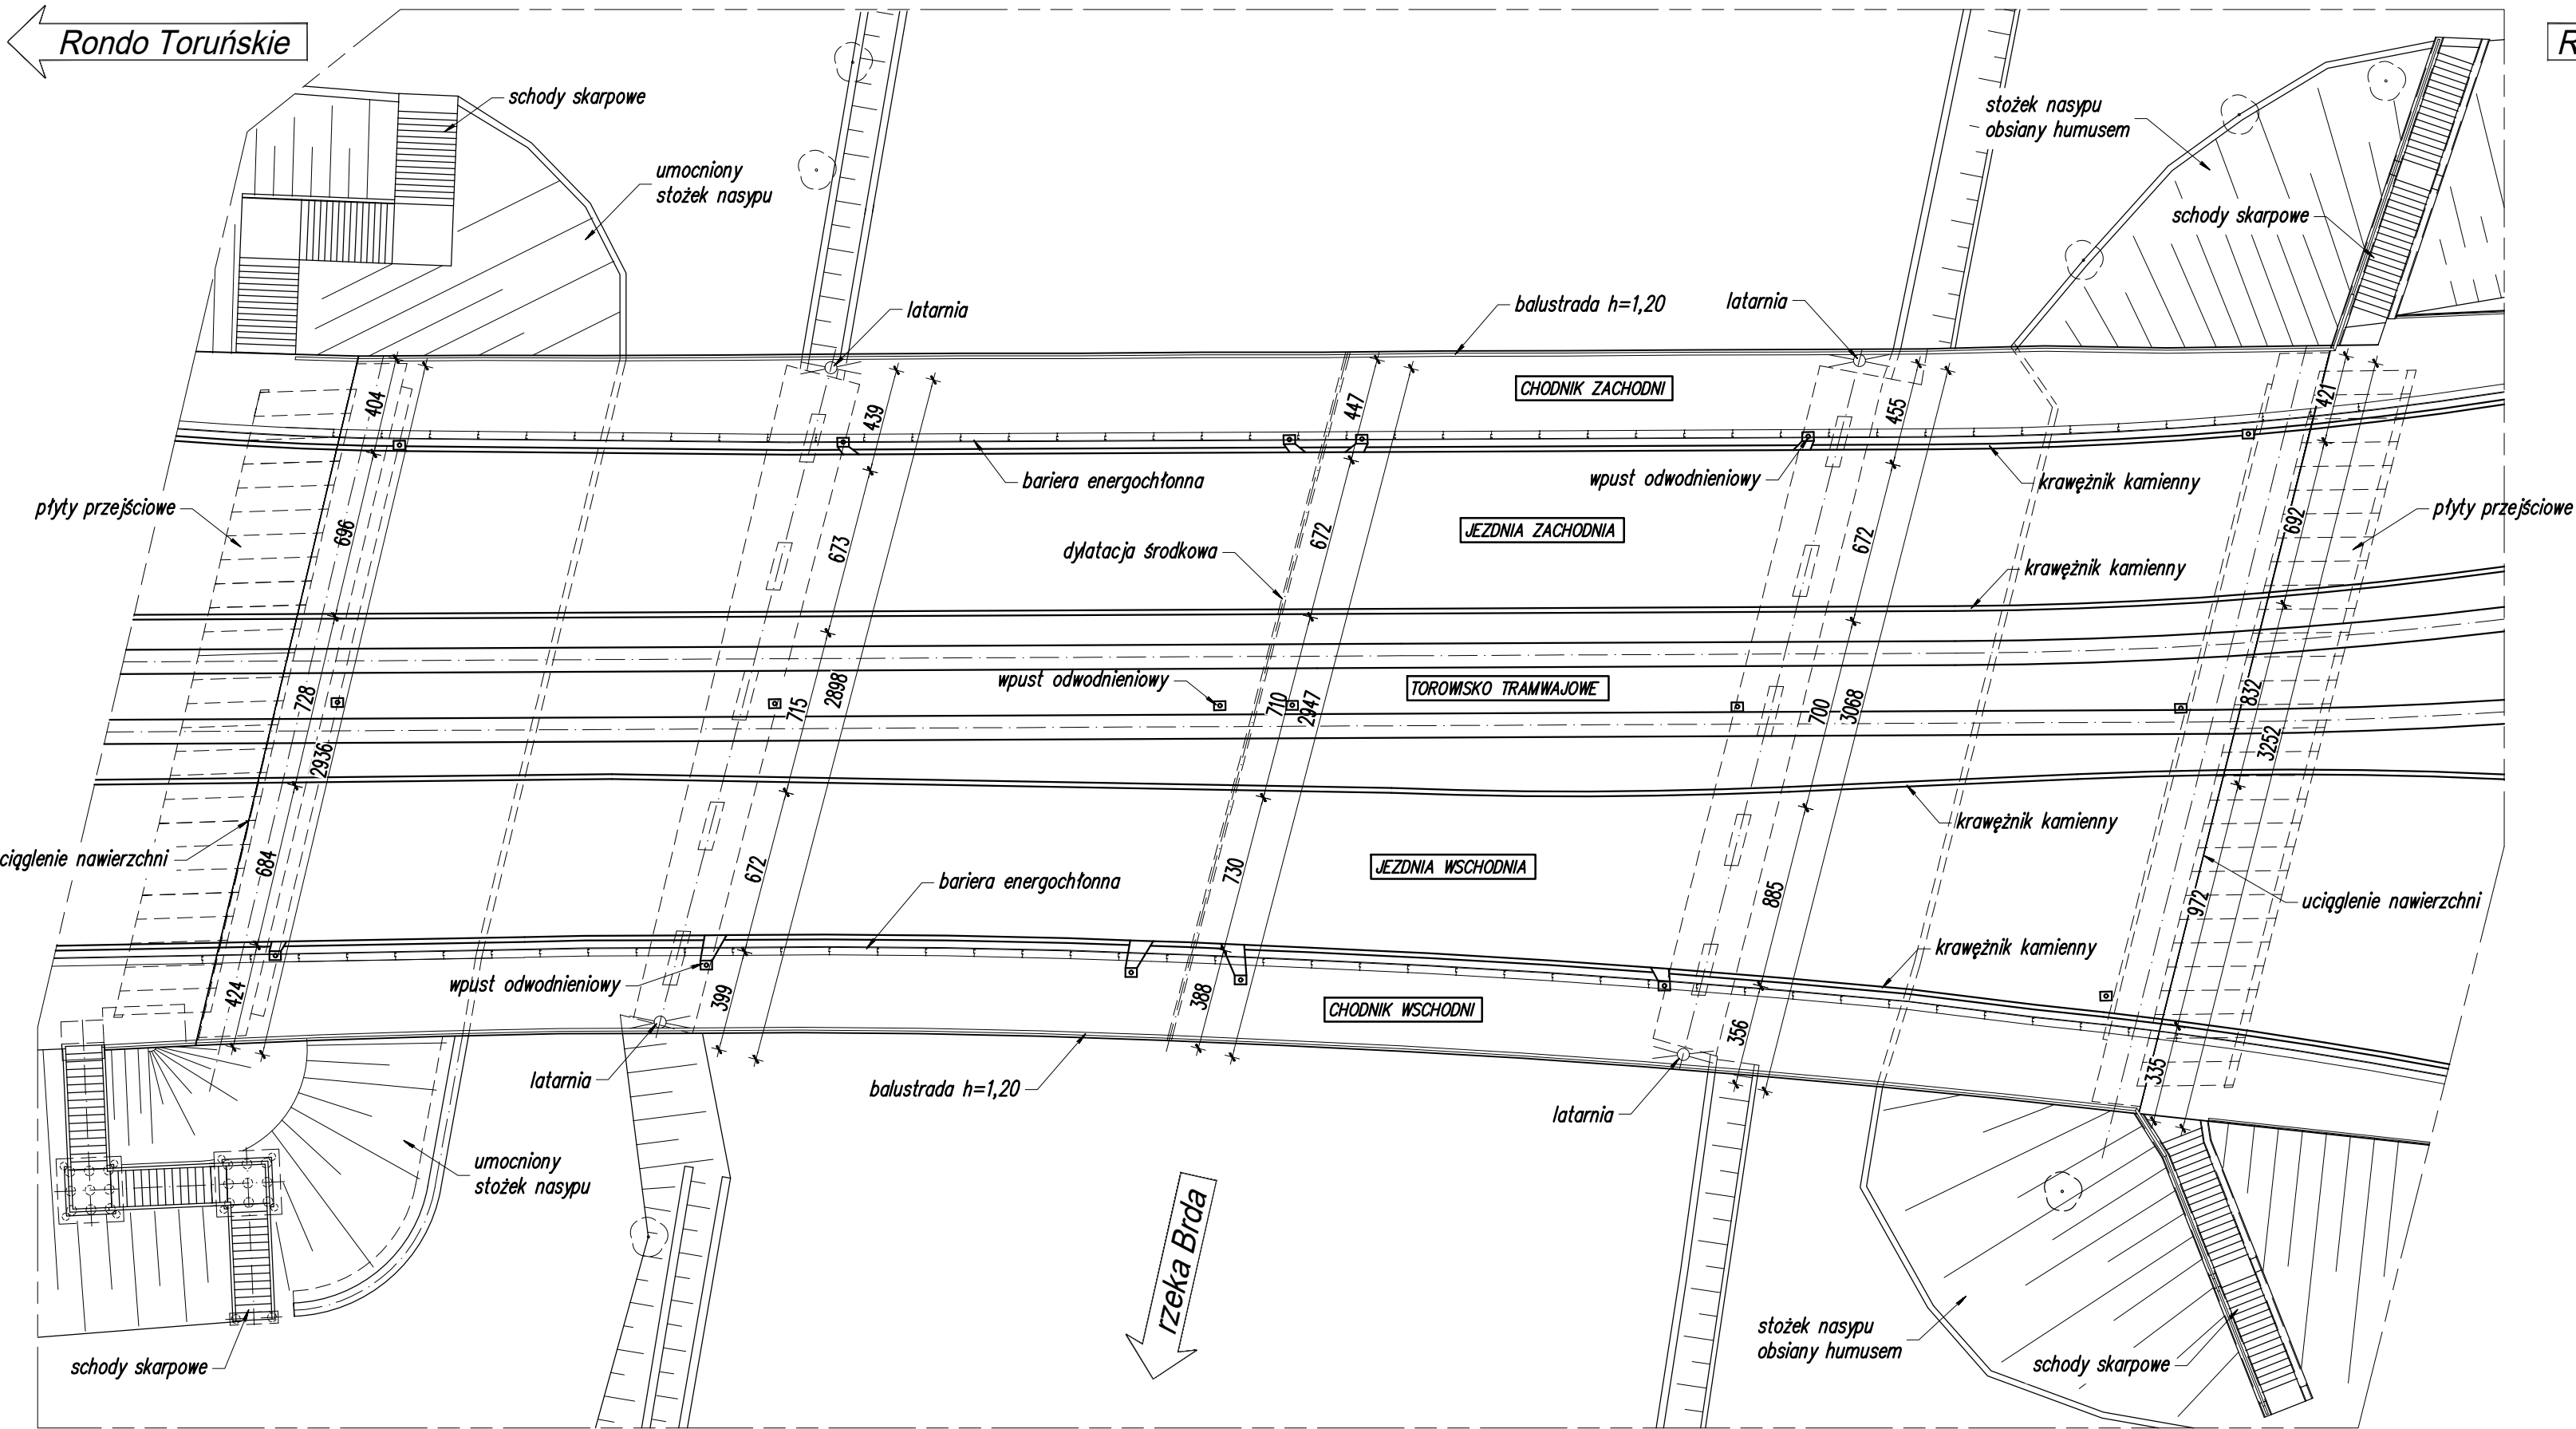 Rondo Toruńskie
R
schody skarpowe
stożek nasypu
obsiany humusem
umocniony
stożek nasypu
schody skarpowe
latarnia
balustrada h=1,20
latarnia
CHODNIK ZACHODNI
404
439
447
455
421
bariera energochłonna
wpust odwodnieniowy
krawężnik kamienny
płyty przejściowe
płyty przejściowe
JEZDNIA ZACHODNIA
696
673
672
672
692
dylatacja środkowa
krawężnik kamienny
wpust odwodnieniowy
TOROWISKO TRAMWAJOWE
728
2936
715
2898
710
2947
700
3068
832
3252
krawężnik kamienny
ciąglenie nawierzchni
684
672
730
885
972
JEZDNIA WSCHODNIA
bariera energochłonna
uciąglenie nawierzchni
krawężnik kamienny
wpust odwodnieniowy
424
399
388
356
335
CHODNIK WSCHODNI
latarnia
balustrada h=1,20
latarnia
umocniony
stożek nasypu
rzeka Brda
stożek nasypu
obsiany humusem
schody skarpowe
schody skarpowe